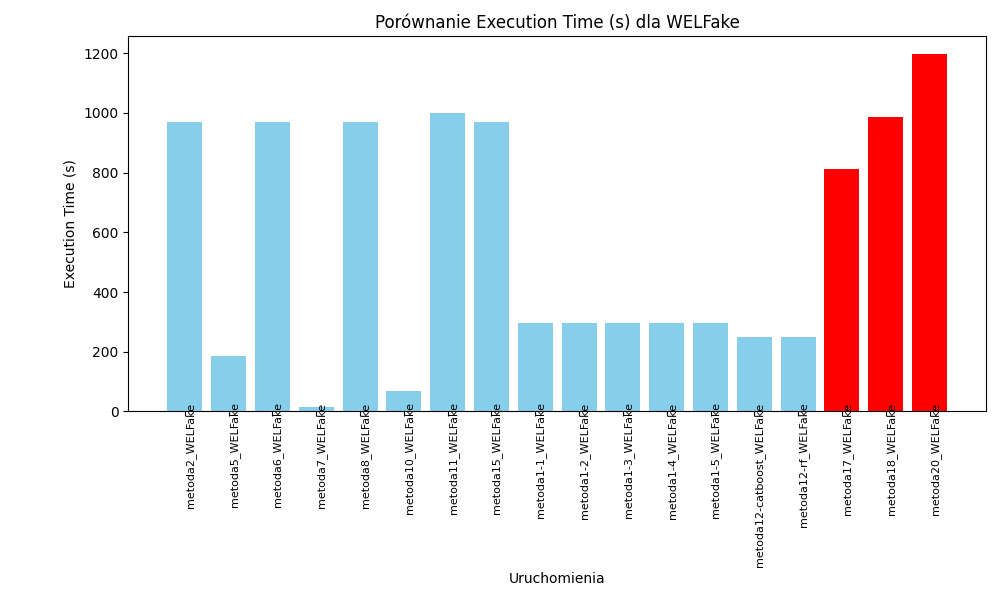 Porównanie Execution Time (s) dla WELFake
Execution Time (s)
1200
1000
800
600
400
200
0
metoda2_WELFake
metoda5_WELFake
metoda6_WELFake
metoda7_WELFake
metoda8_WELFake
metoda10_WELFake
metoda11_WELFake
metoda15_WELFake
metoda1-1_WELFake
metoda1-2_WELFake
metoda1-3_WELFake
metoda1-4_WELFake
metoda1-5_WELFake
metoda12-catboost_WELFake
metoda12-rf_WELFake
metoda17_WELFake
metoda18_WELFake
metoda20_WELFake
Uruchomienia